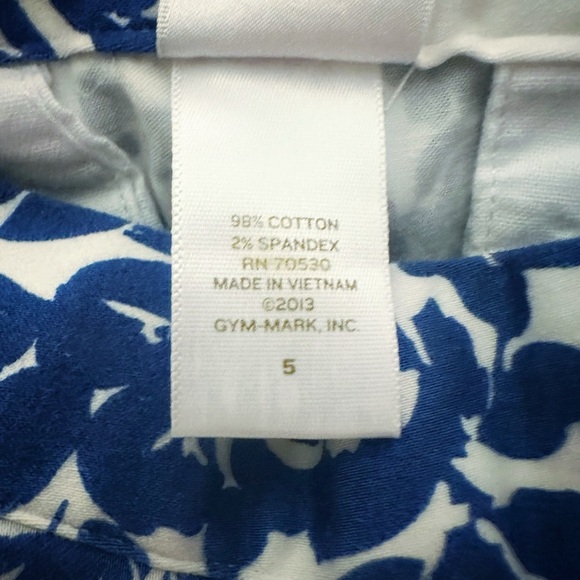 98% COTTON
2% SPANDEX
RN 70530
MADE IN VIETNAM
©2013
GYM-MARK, INC.
5